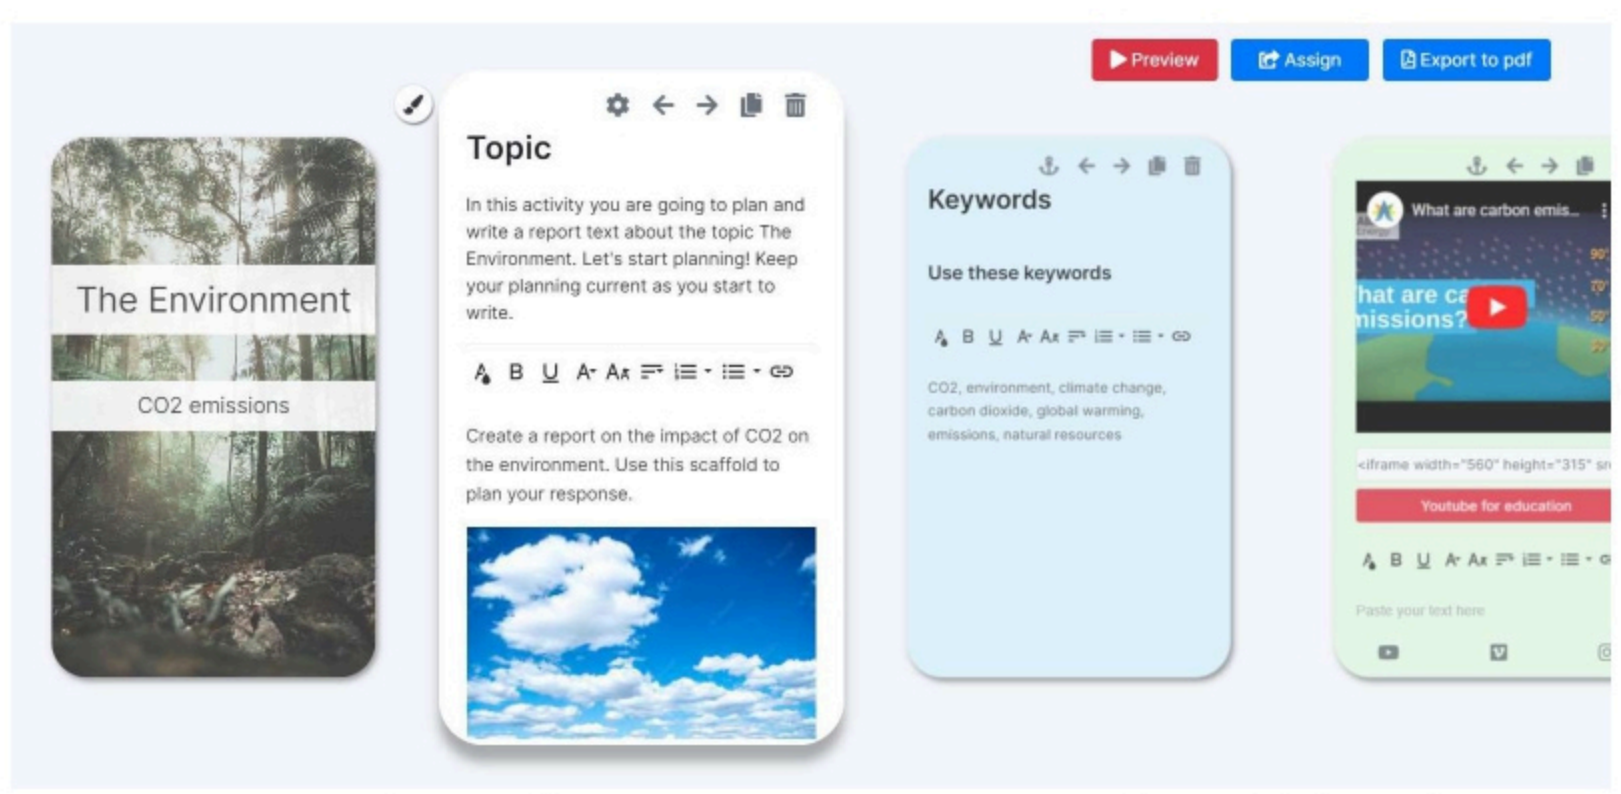 Preview
Assign
Export to pdf
The Environment
CO2 emissions
Topic
In this activity you are going to plan and
write a report text about the topic The
Environment. Let's start planning! Keep
your planning current as you start to
write.
Create a report on the impact of CO2 on
the environment. Use this scaffold to
plan your response.
Keywords
Use these keywords
CO2, environment, climate change,
carbon dioxide, global warming,
emissions, natural resources
What are carbon emis...
Energy
hat are ca
missions?
90°
70°
50°
<iframe width="560" height="315" sr
Youtube for education
Paste your text here